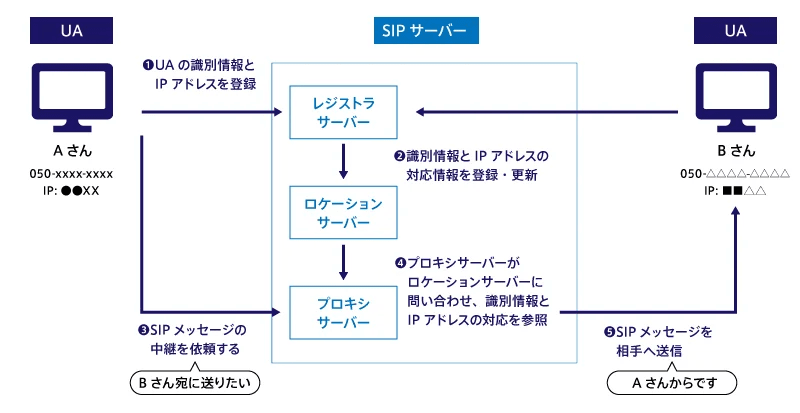 UA
SIP サーバー
UA
❶UA の識別情報と
IP アドレスを登録
レジストラ
サーバー
A さん
050-xxxx-xxxx
IP: ●●XX
B さん
050-△△△△-△△△△
IP: ■■△△
❷識別情報と IP アドレスの
対応情報を登録・更新
ロケーション
サーバー
❹プロキシサーバーが
ロケーションサーバーに
問い合わせ、識別情報と
IP アドレスの対応を参照
プロキシ
サーバー
❸SIP メッセージの
中継を依頼する
B さん宛に送りたい
❺SIP メッセージを
相手へ送信
A さんからです